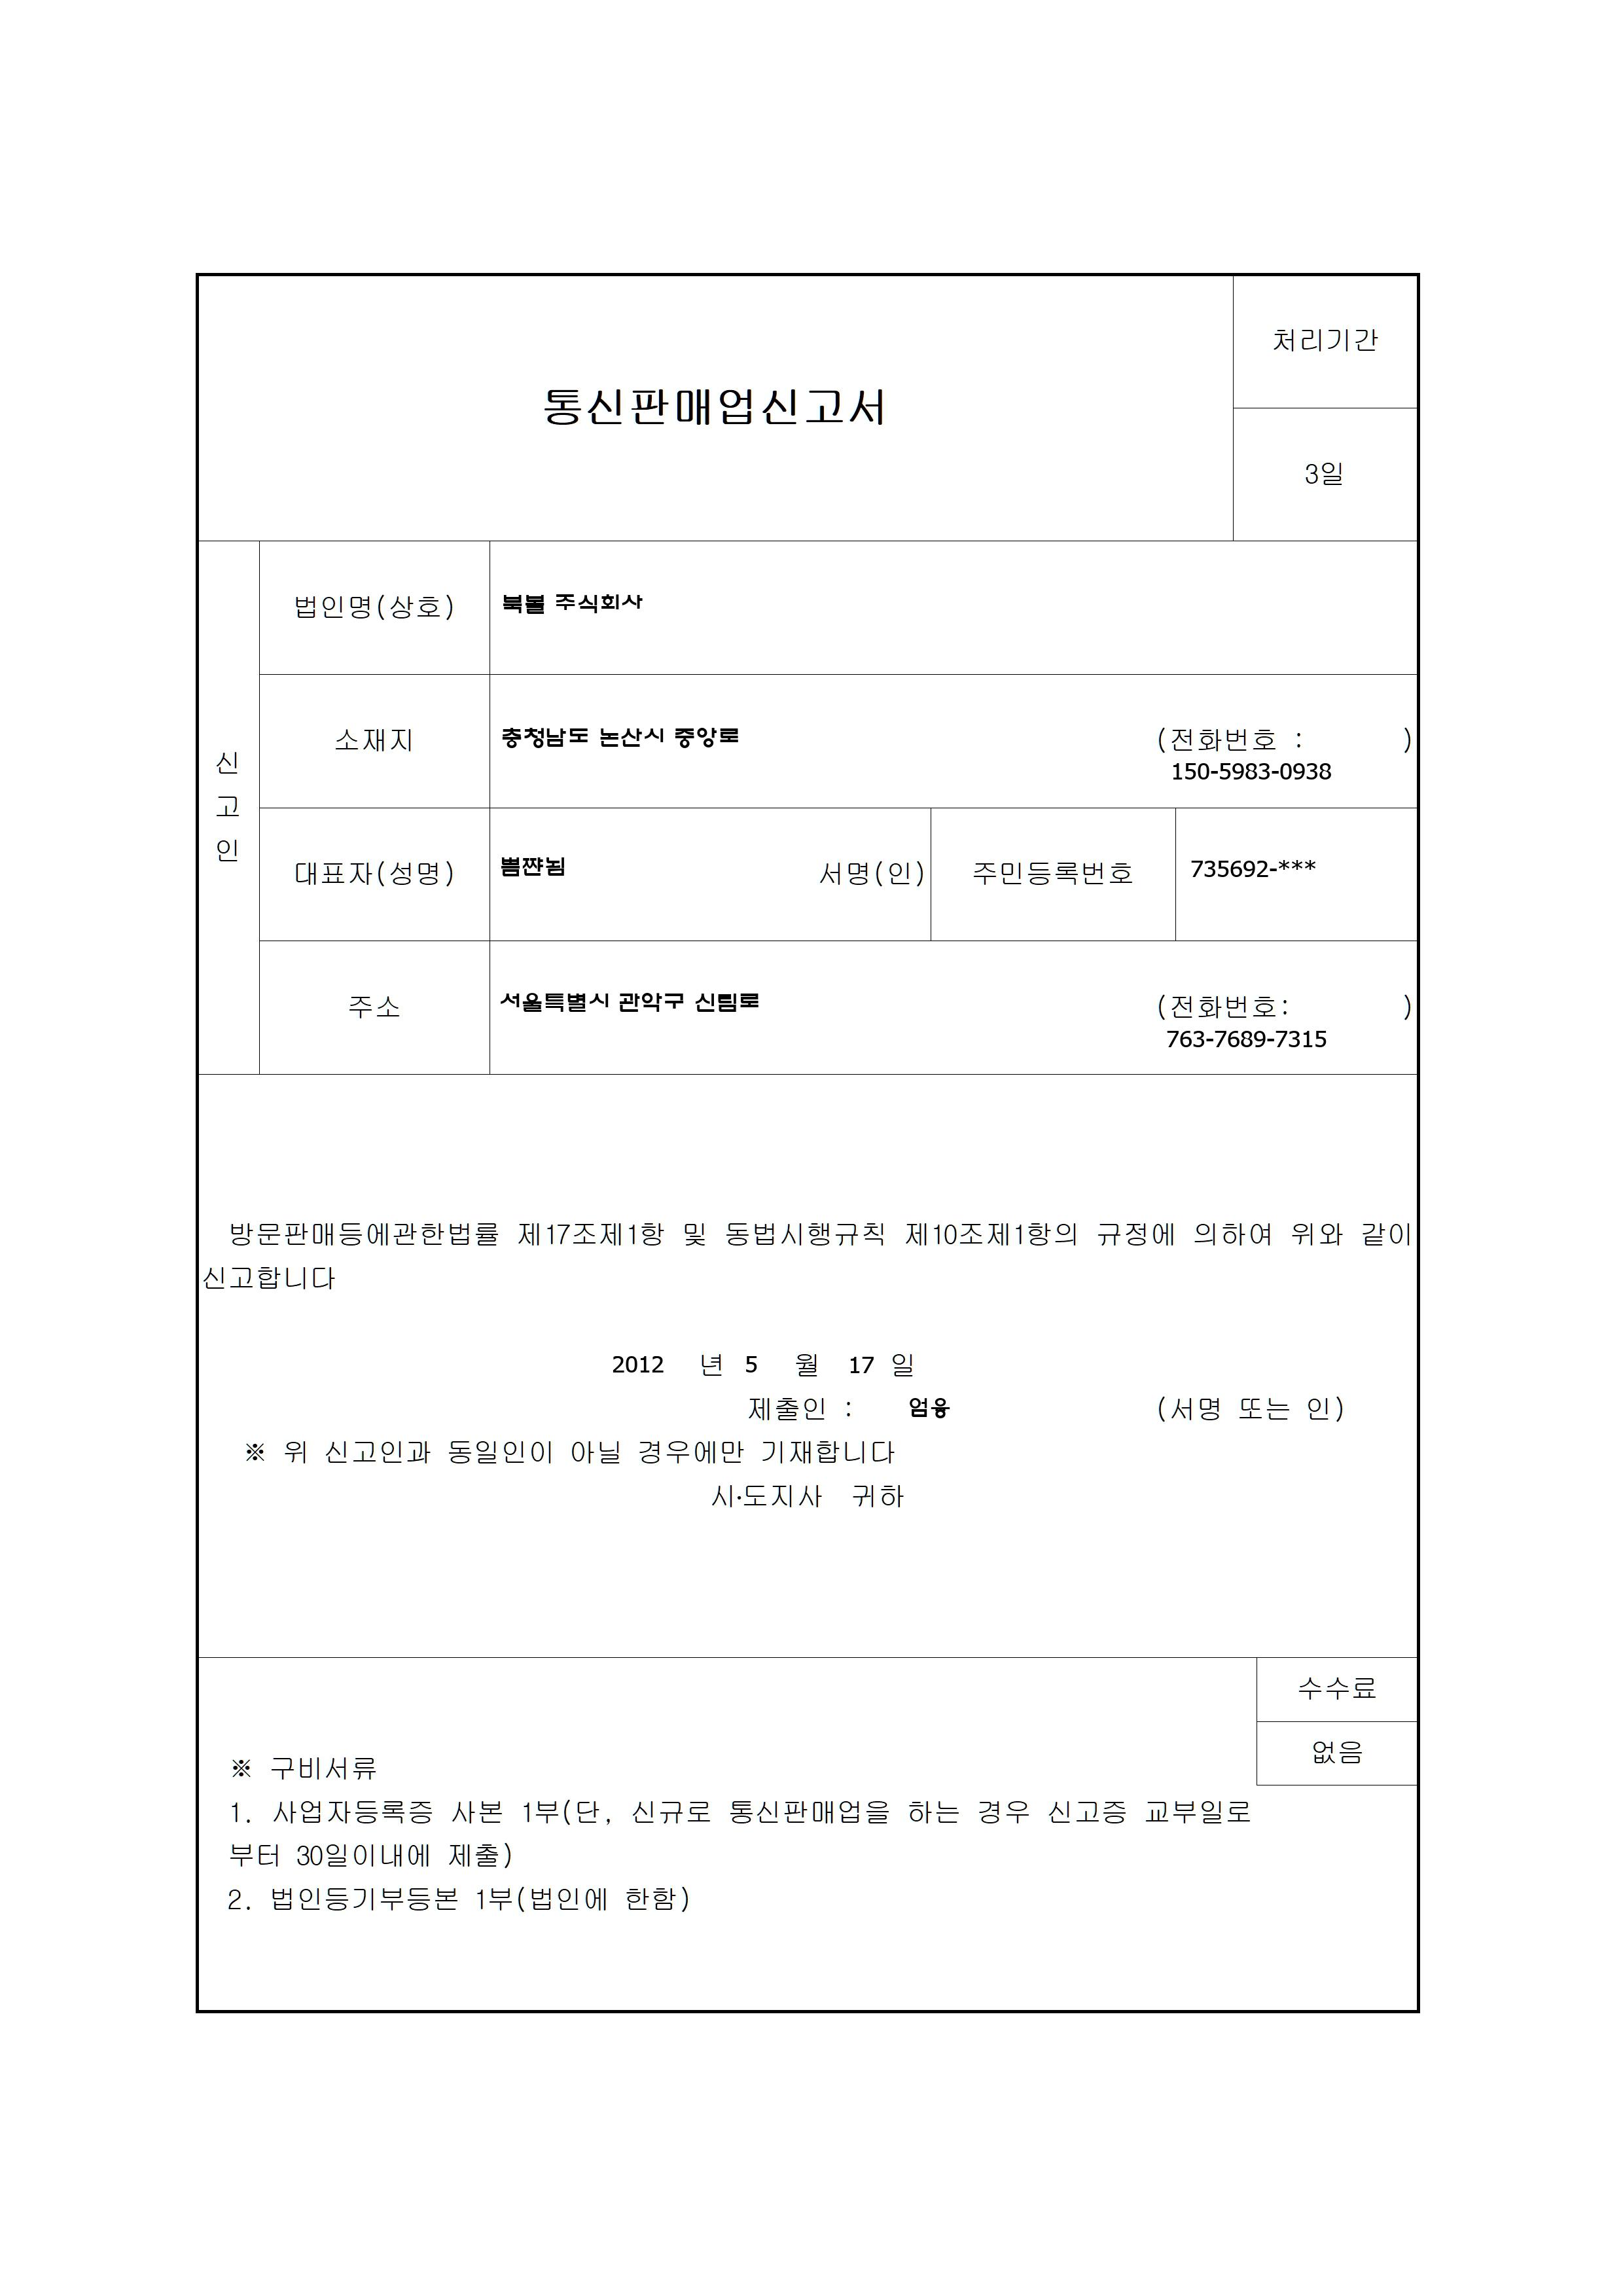 통신판매업신고서
처리기간
3일
신고인
법인명(상호)
북볼 주식회사
소재지
충청남도 논산시 중앙로
(전화번호 : )
150-5983-0938
대표자(성명)
서명(인)
주민등록번호
735692-***
주소
서울특별시 관악구 신림로
(전화번호: )
763-7689-7315
방문판매등에관한법률 제17조제1항 및 동법시행규칙 제10조제1항의 규정에 의하여 위와 같이
신고합니다
2012 년 5 월 17 일
제출인 : 엄융 (서명 또는 인)
※ 위 신고인과 동일인이 아닐 경우에만 기재합니다
시·도지사 귀하
수수료
없음
※ 구비서류
1. 사업자등록증 사본 1부(단, 신규로 통신판매업을 하는 경우 신고증 교부일로
부터 30일이내에 제출)
2. 법인등기부등본 1부(법인에 한함)